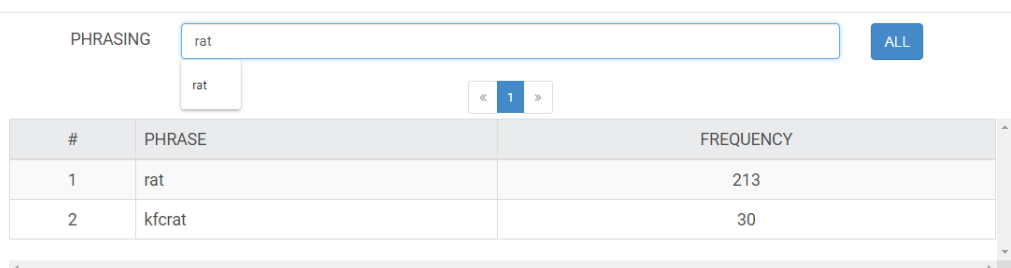 PHRASING rat ALL
rat
« 1 »
# PHRASE FREQUENCY
1 rat 213
2 kfcrat 30